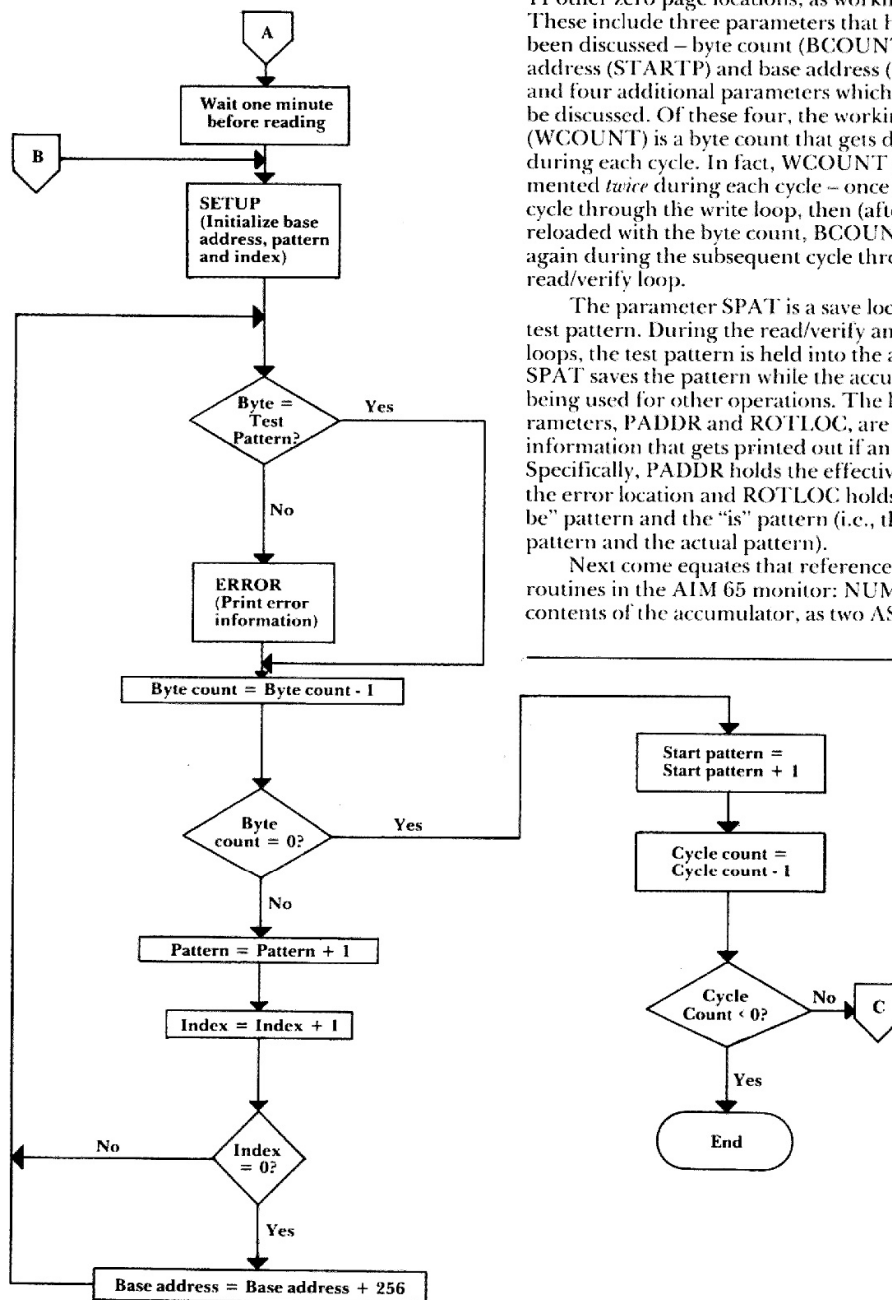 A
Wait one minute
before reading
B
SETUP
(Initialize base
address, pattern
and index)
Byte =
Test
Pattern?
Yes
No
ERROR
(Print error
information)
Byte count = Byte count - 1
Byte
count = 0?
Yes
No
Pattern = Pattern + 1
Index = Index + 1
Index
= 0?
No
Yes
Base address = Base address + 256
11 other zero page locations, as
These include three parameters that
been discussed – byte count (BCOUNT
address (STARTP) and base address (
and four additional parameters which
be discussed. Of these four, the
(WCOUNT) is a byte count that gets
during each cycle. In fact, WCOUNT
mented twice during each cycle – once
cycle through the write loop, then
reloaded with the byte count,
again during the subsequent cycle
read/verify loop.
The parameter SPAT is a save
test pattern. During the read/verify
loops, the test pattern is held into the
SPAT saves the pattern while the
being used for other operations. The
rameters, PADDR and ROTLOC, are
information that gets printed out if an
Specifically, PADDR holds the
the error location and ROTLOC holds
be” pattern and the “is” pattern (i.e.,
pattern and the actual pattern).
Next come equates that reference
routines in the AIM 65 monitor:
contents of the accumulator, as two
Start pattern =
Start pattern + 1
Cycle count =
Cycle count - 1
Cycle
Count < 0?
No
C
Yes
End